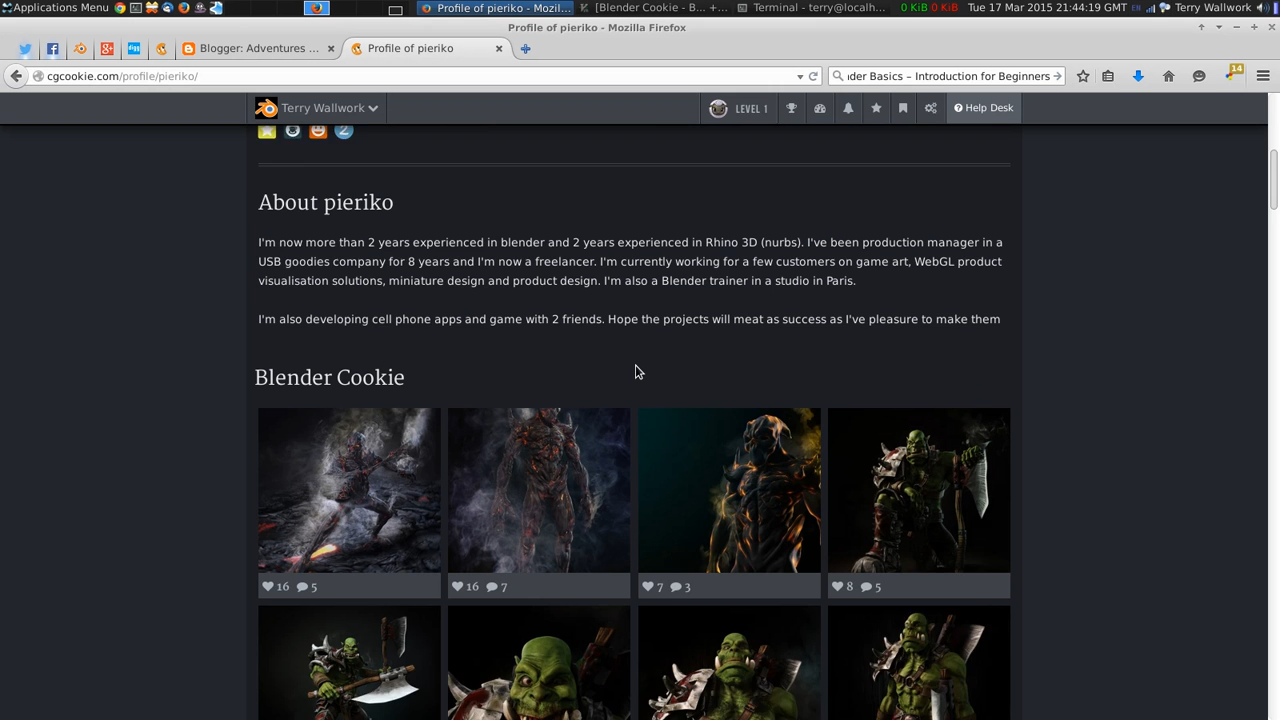 Applications Menu
Profile of pieriko - Mozil...
[Blender Cookie - B... +...
Terminal - terry@localh...
0 KiB 0 KiB
Tue 17 Mar 2015 21:44:19 GMT
Terry Wallwork
Profile of pieriko - Mozilla Firefox
Blogger: Adventures ...
Profile of pieriko
cgcookie.com/profile/pieriko/
der Basics – Introduction for Beginners
14
Terry Wallwork
LEVEL 1
Help Desk
About pieriko
I'm now more than 2 years experienced in blender and 2 years experienced in Rhino 3D (nurbs). I've been production manager in a
USB goodies company for 8 years and I'm now a freelancer. I'm currently working for a few customers on game art, WebGL product
visualisation solutions, miniature design and product design. I'm also a Blender trainer in a studio in Paris.
I'm also developing cell phone apps and game with 2 friends. Hope the projects will meat as success as I've pleasure to make them
Blender Cookie
16 5
16 7
7 3
8 5